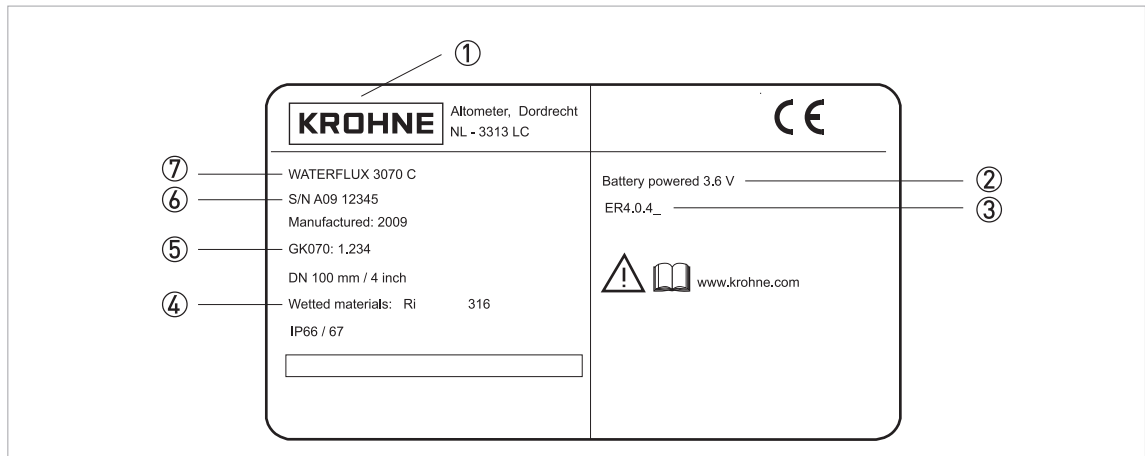 ①
KROHNE
Altometer, Dordrecht
NL - 3313 LC
CE
⑦
WATERFLUX 3070 C
⑥
S/N A09 12345
Manufactured: 2009
⑤
GK070: 1.234
DN 100 mm / 4 inch
④
Wetted materials: Ri 316
IP66 / 67
Battery powered 3.6 V
②
ER4.0.4_
③
www.krohne.com